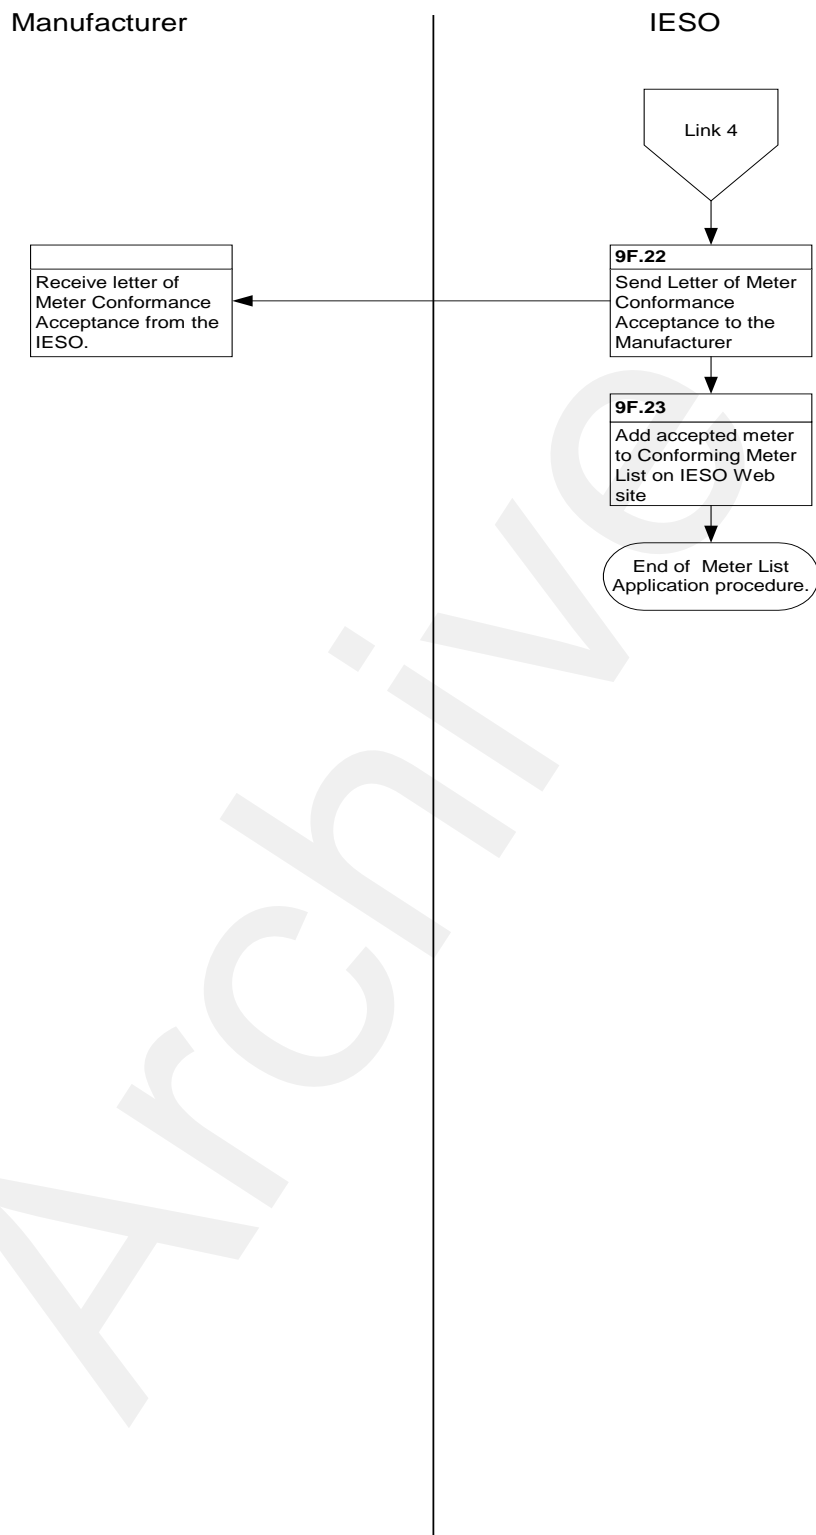 Manufacturer
IESO
Link 4
9F.22
Receive letter of
Meter Conformance
Acceptance from the
IESO.
Send Letter of Meter
Conformance
Acceptance to the
Manufacturer
9F.23
Add accepted meter
to Conforming Meter
List on IESO Web
site
End of Meter List
Application procedure.
Archive